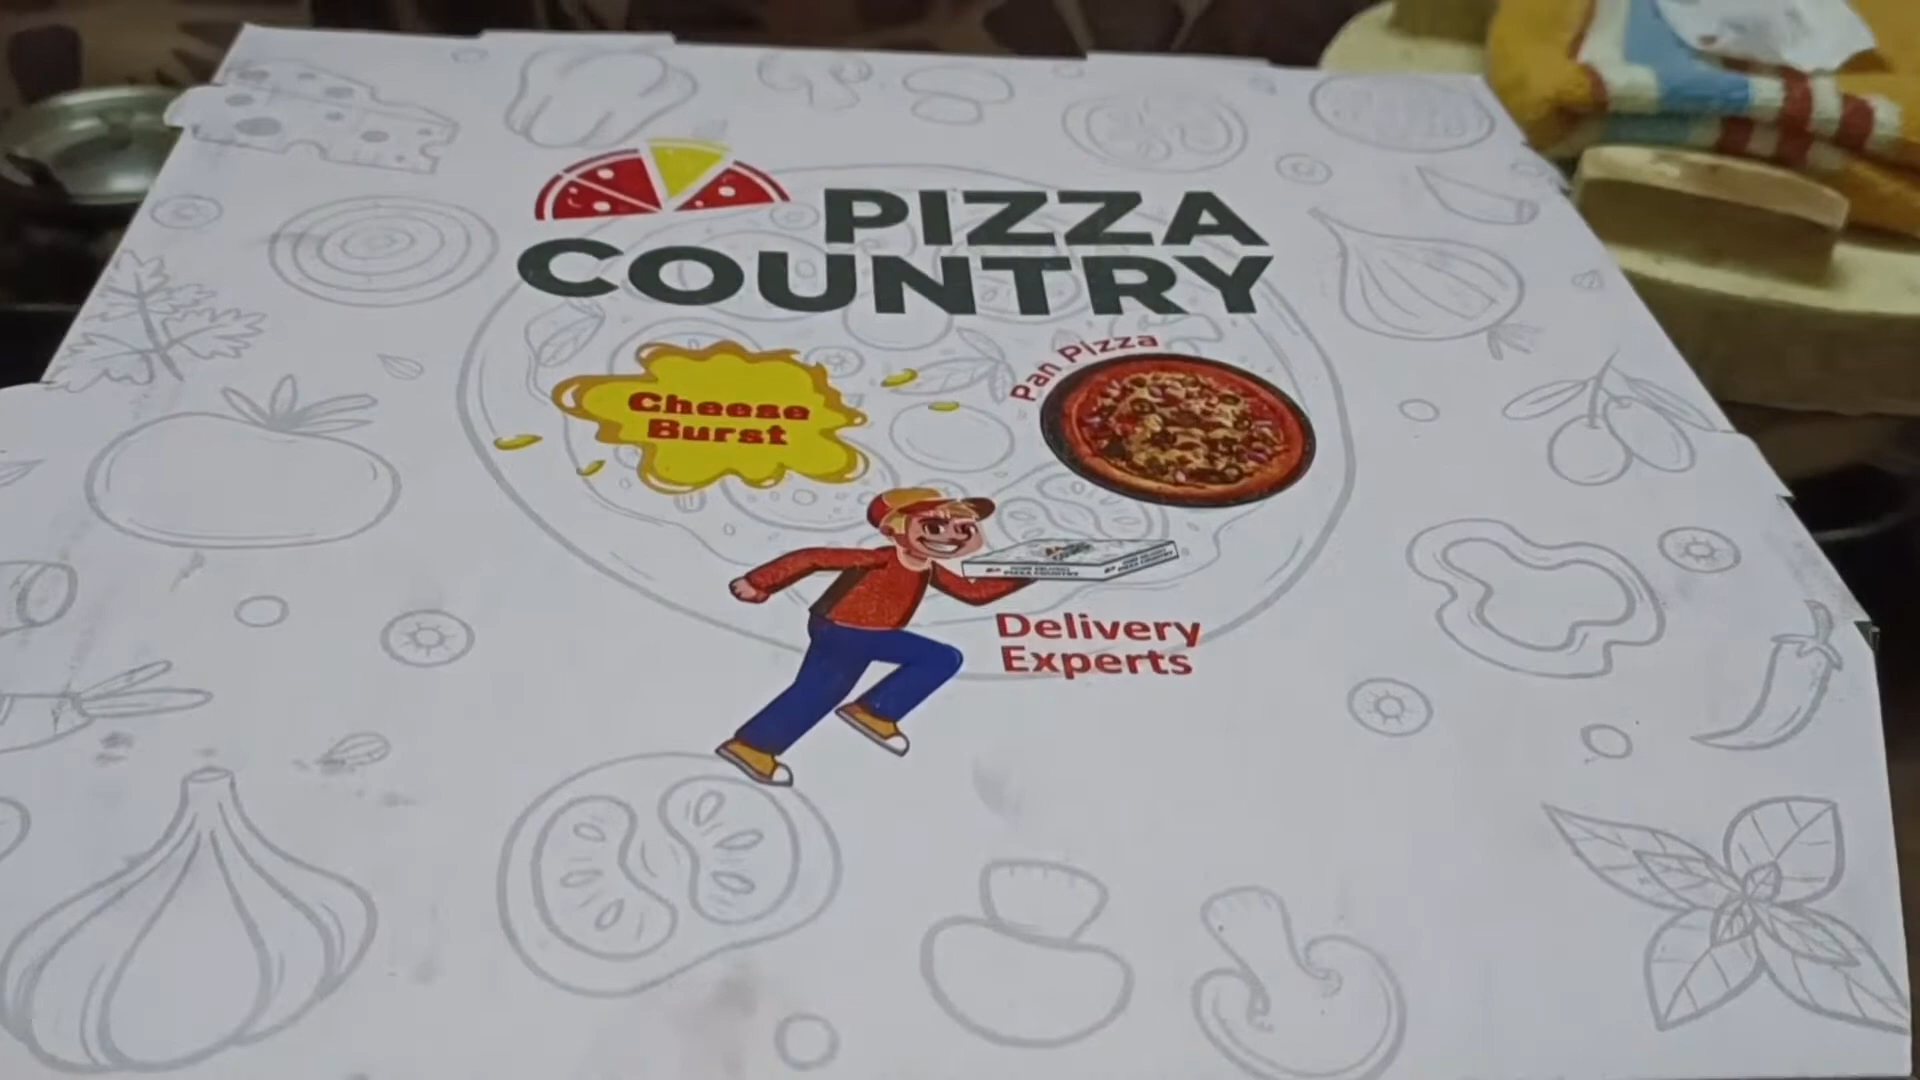 PIZZA
COUNTRY
Pan Pizza
Cheese
Burst
Delivery
Experts